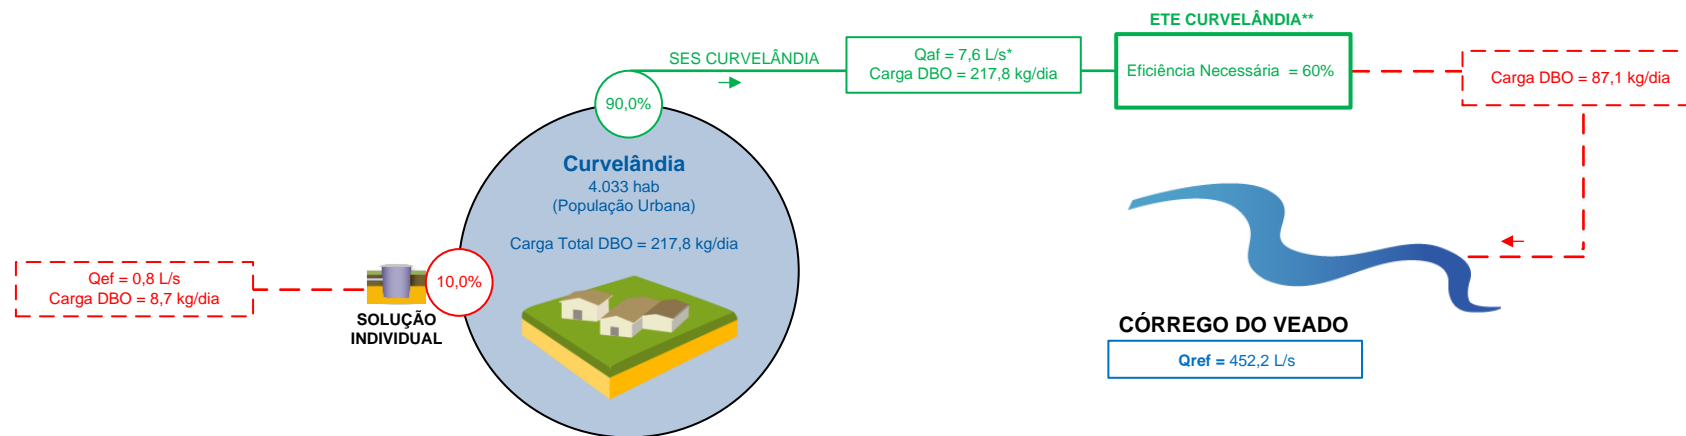 ETE CURVELÂNDIA**
SES CURVELÂNDIA
Qaf = 7,6 L/s*
Carga DBO = 217,8 kg/dia
Eficiência Necessária = 60%
Carga DBO = 87,1 kg/dia
90,0%
Curvelândia
4.033 hab
(População Urbana)
Carga Total DBO = 217,8 kg/dia
Qef = 0,8 L/s
Carga DBO = 8,7 kg/dia
10,0%
SOLUÇÃO
INDIVIDUAL
CÓRREGO DO VEADO
Qref = 452,2 L/s